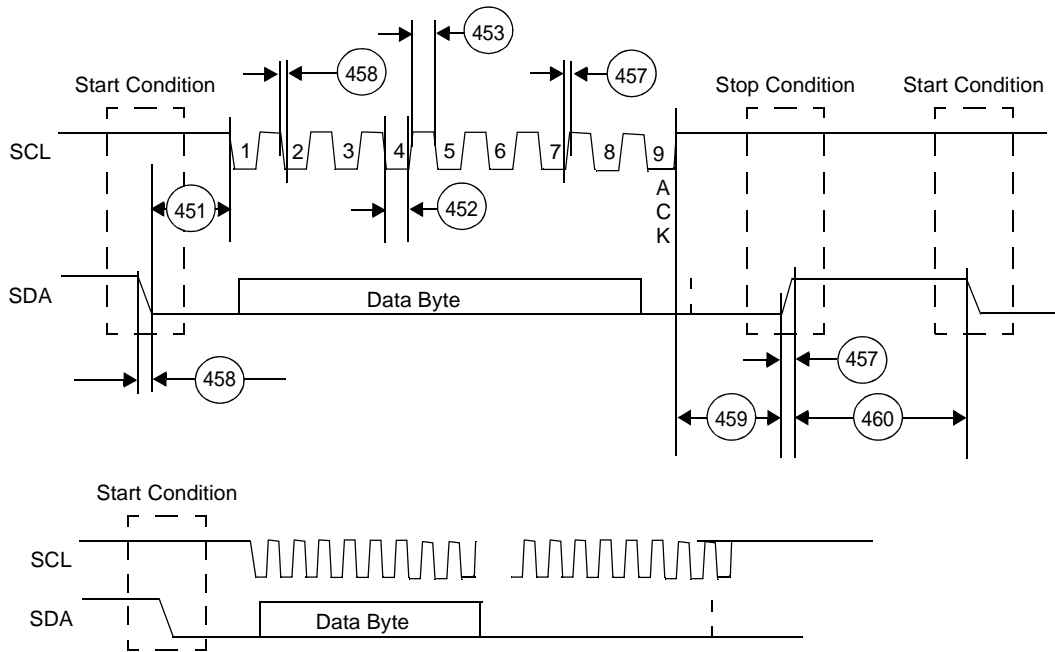 453
458
457
Start Condition
Stop Condition
Start Condition
SCL
1 2 3 4 5 6 7 8 9
A
C
K
451
452
SDA
Data Byte
458
457
459
460
Start Condition
SCL
SDA
Data Byte